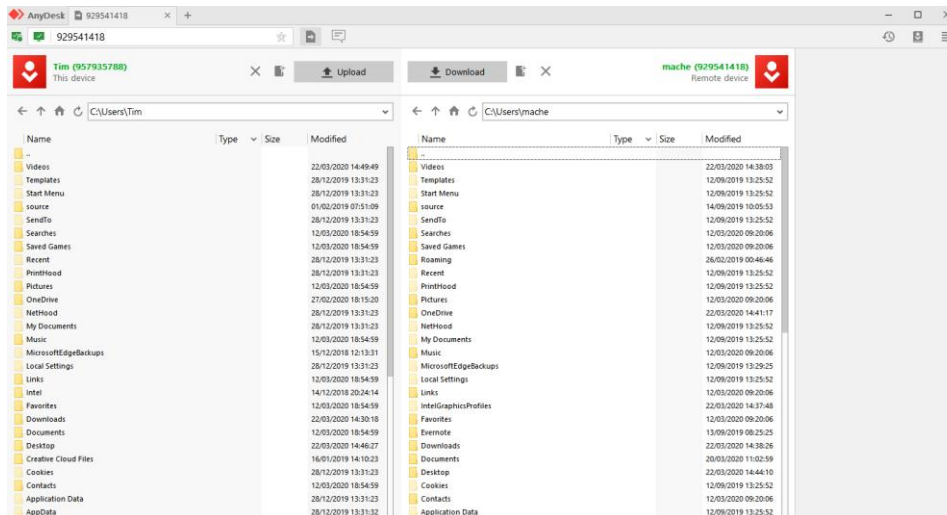 AnyDesk 929541418
929541418
Tim (957935788)
This device
Upload
Download
mache (929541418)
Remote device
C:\Users\Tim
C:\Users\mache
Name Type Size Modified
Name Type Size Modified
..
Videos 22/03/2020 14:49:49
Templates 28/12/2019 13:31:23
Start Menu 28/12/2019 13:31:23
source 01/02/2019 07:51:09
SendTo 28/12/2019 13:31:23
Searches 12/03/2020 18:54:59
Saved Games 12/03/2020 18:54:59
Recent 28/12/2019 13:31:23
PrintHood 28/12/2019 13:31:23
Pictures 12/03/2020 18:54:59
OneDrive 27/02/2020 18:15:20
NetHood 28/12/2019 13:31:23
My Documents 28/12/2019 13:31:23
Music 12/03/2020 18:54:59
MicrosoftEdgeBackups 15/12/2018 12:13:31
Local Settings 28/12/2019 13:31:23
Links 12/03/2020 18:54:59
Intel 14/12/2018 20:24:14
Favorites 12/03/2020 18:54:59
Downloads 22/03/2020 14:30:18
Documents 12/03/2020 18:54:59
Desktop 22/03/2020 14:46:27
Creative Cloud Files 16/01/2019 14:10:23
Cookies 28/12/2019 13:31:23
Contacts 12/03/2020 18:54:59
Application Data 28/12/2019 13:31:23
AppData 28/12/2019 13:31:32
..
Videos 22/03/2020 14:38:03
Templates 12/09/2019 13:25:52
Start Menu 12/09/2019 13:25:52
source 14/09/2019 10:05:53
SendTo 12/09/2019 13:25:52
Searches 12/03/2020 09:20:06
Saved Games 12/03/2020 09:20:06
Roaming 26/02/2019 00:46:46
Recent 12/09/2019 13:25:52
PrintHood 12/09/2019 13:25:52
Pictures 12/03/2020 09:20:06
OneDrive 22/03/2020 14:41:17
NetHood 12/09/2019 13:25:52
My Documents 12/09/2019 13:25:52
Music 12/03/2020 09:20:06
MicrosoftEdgeBackups 12/09/2019 13:29:25
Local Settings 12/09/2019 13:25:52
Links 12/03/2020 09:20:06
IntelGraphicsProfiles 22/03/2020 14:37:48
Favorites 12/03/2020 09:20:06
Evernote 13/09/2019 08:25:25
Downloads 22/03/2020 14:38:26
Documents 20/03/2020 11:02:59
Desktop 22/03/2020 14:44:10
Cookies 12/09/2019 13:25:52
Contacts 12/03/2020 09:20:06
Application Data 12/09/2019 13:25:52